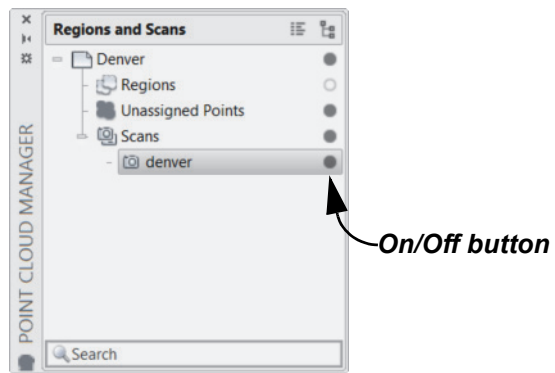 Regions and Scans
Denver
Regions
Unassigned Points
Scans
denver
On/Off button
POINT CLOUD MANAGER
Search